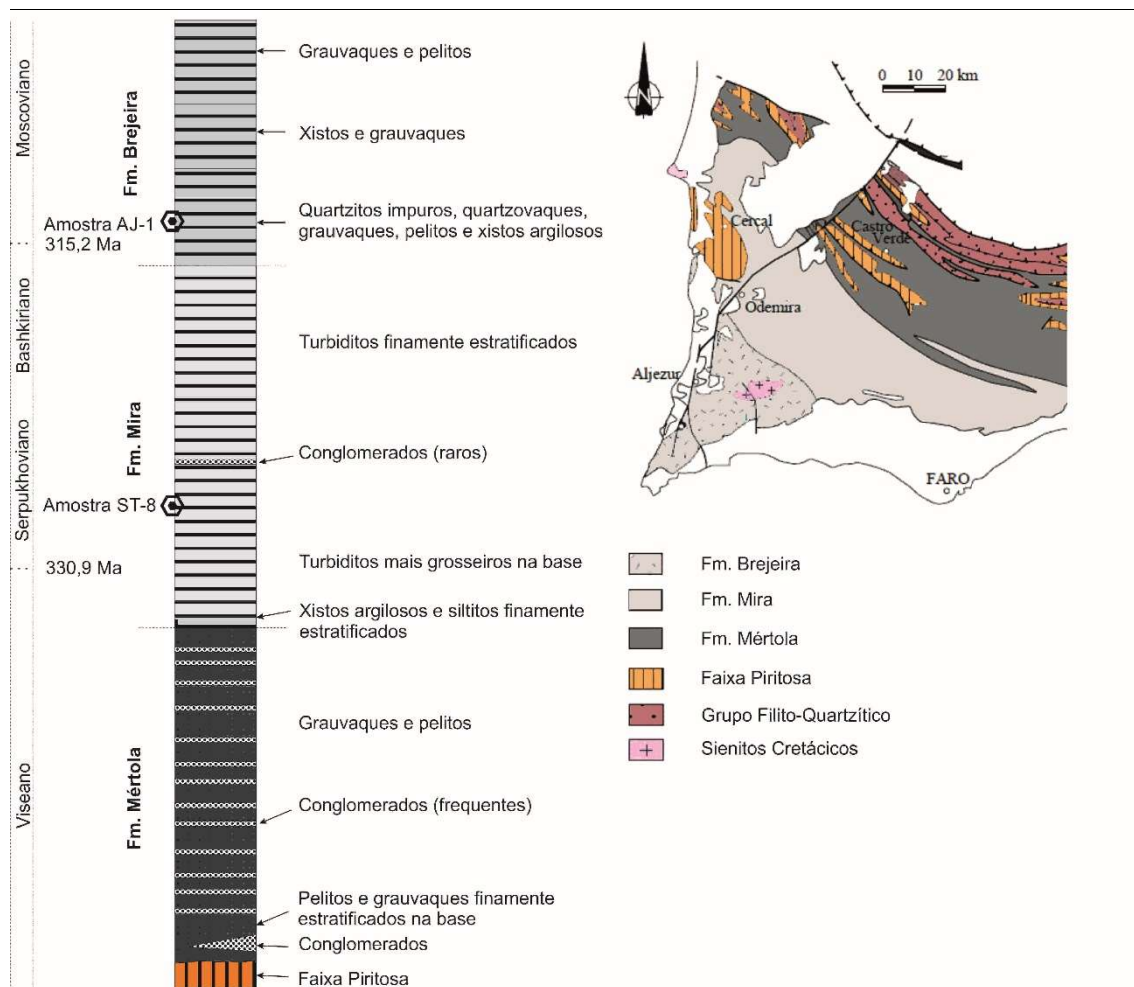 Moscoviano
Bashkiriano
Serpukhoviano
Viseano
Fm. Brejeira
Fm. Mira
Fm. Mértola
Amostra AJ-1
315,2 Ma
Amostra ST-8
330,9 Ma
Grauvaques e pelitos
Xistos e grauvaques
Quartzitos impuros, quartzovaques,
grauvaques, pelitos e xistos argilosos
Turbiditos finamente estratificados
Conglomerados (raros)
Turbiditos mais grosseiros na base
Xistos argilosos e siltitos finamente
estratificados
Grauvaques e pelitos
Conglomerados (frequentes)
Pelitos e grauvaques finamente
estratificados na base
Conglomerados
Faixa Piritosa
N
0 10 20 km
Cercal
Castro
Verde
Odemira
Aljezur
FARO
Fm. Brejeira
Fm. Mira
Fm. Mértola
Faixa Piritosa
Grupo Filito-Quartzítico
Sienitos Cretácicos